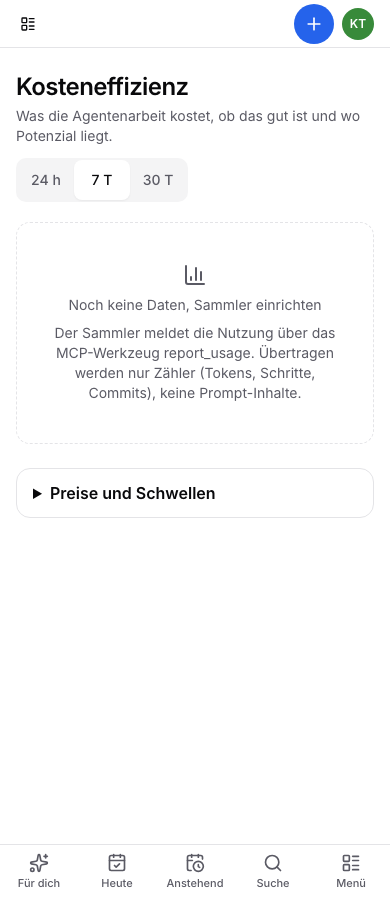 KT
Kosteneffizienz
Was die Agentenarbeit kostet, ob das gut ist und wo
Potenzial liegt.
24 h
7 T
30 T
Noch keine Daten, Sammler einrichten
Der Sammler meldet die Nutzung über das
MCP-Werkzeug report_usage. Übertragen
werden nur Zähler (Tokens, Schritte,
Commits), keine Prompt-Inhalte.
Preise und Schwellen
Für dich
Heute
Anstehend
Suche
Menü